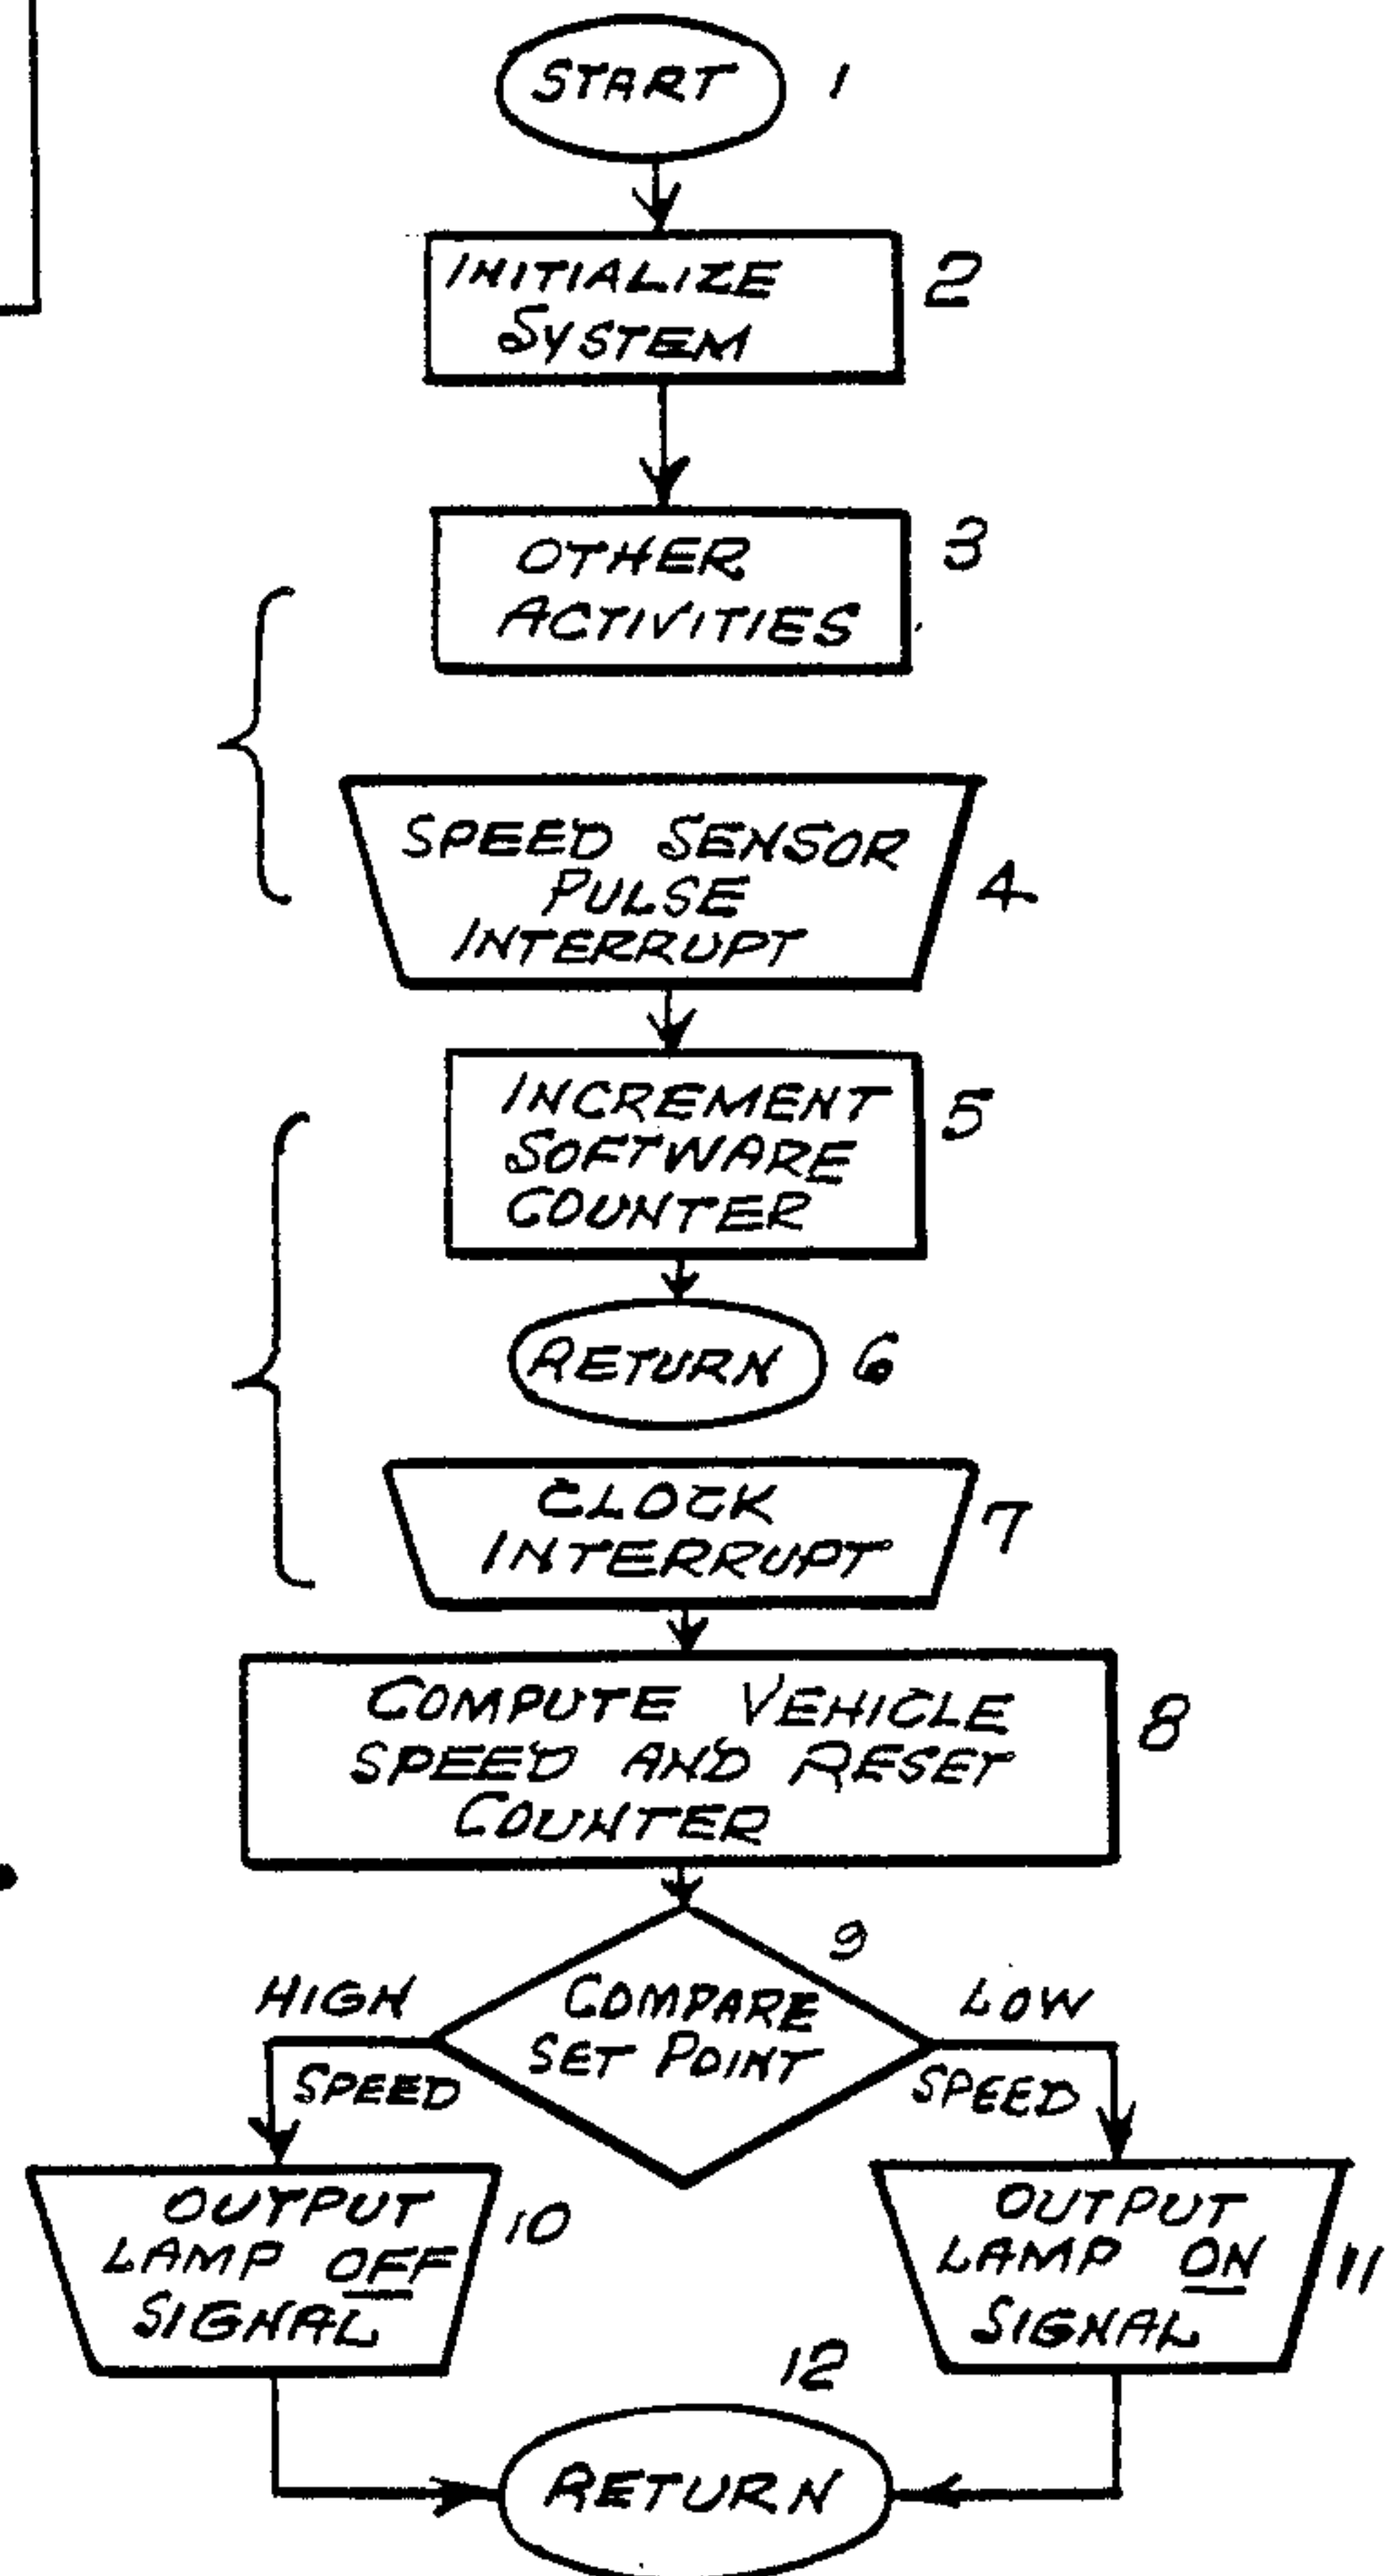 START 1
INITIALIZE
SYSTEM
2
OTHER
ACTIVITIES
3
SPEED SENSOR
PULSE
INTERRUPT
4
INCREMENT
SOFTWARE
COUNTER
5
RETURN 6
CLOCK
INTERRUPT
7
COMPUTE VEHICLE
SPEED AND RESET
COUNTER
8
9
COMPARE
SET POINT
HIGH
SPEED
LOW
SPEED
OUTPUT
LAMP OFF
SIGNAL
10
OUTPUT
LAMP ON
SIGNAL
11
12
RETURN